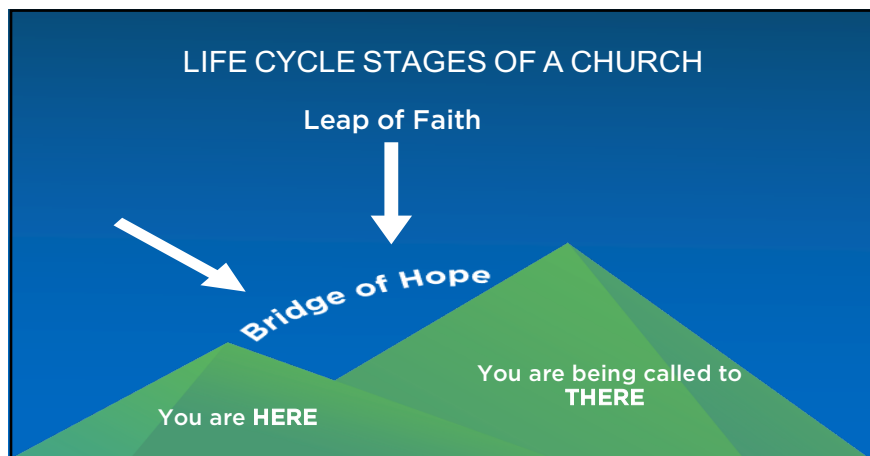 LIFE CYCLE STAGES OF A CHURCH
Leap of Faith
Bridge of Hope
You are being called to
THERE
You are HERE